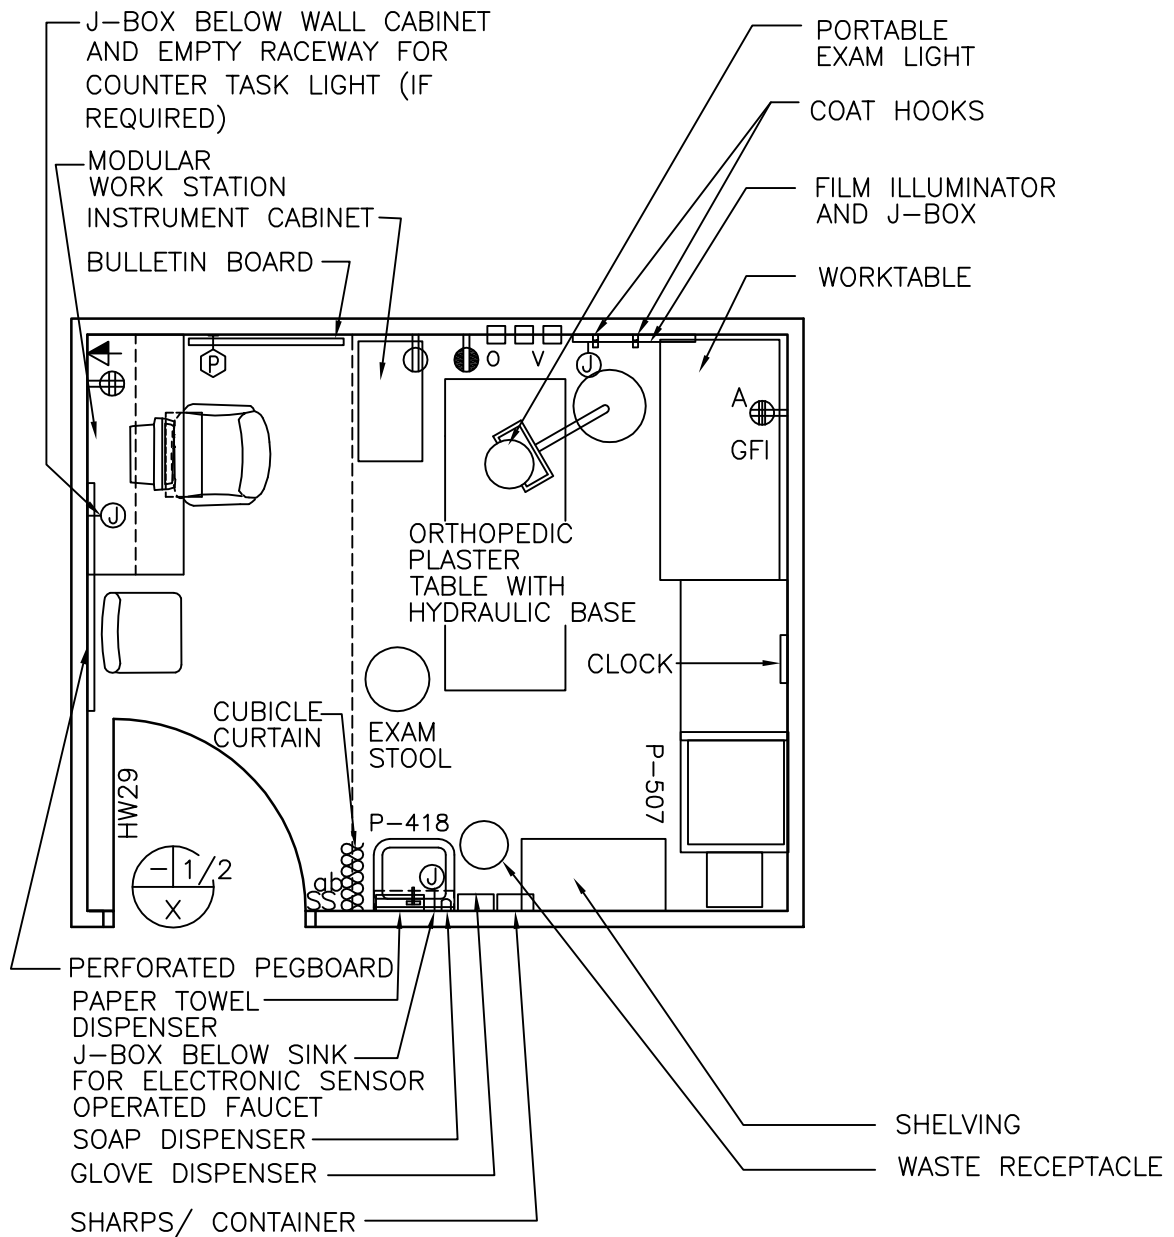 J-BOX BELOW WALL CABINET
AND EMPTY RACEWAY FOR
COUNTER TASK LIGHT (IF
REQUIRED)
MODULAR
WORK STATION
INSTRUMENT CABINET
BULLETIN BOARD
PORTABLE
EXAM LIGHT
COAT HOOKS
FILM ILLUMINATOR
AND J-BOX
WORKTABLE
P
O
V
J
A
GFI
J
ORTHOPEDIC
PLASTER
TABLE WITH
HYDRAULIC BASE
CLOCK
CUBICLE
CURTAIN
EXAM
STOOL
P-507
HW29
P-418
- 1/2
X
ab
SS
J
PERFORATED PEGBOARD
PAPER TOWEL
DISPENSER
J-BOX BELOW SINK
FOR ELECTRONIC SENSOR
OPERATED FAUCET
SOAP DISPENSER
GLOVE DISPENSER
SHARPS/ CONTAINER
SHELVING
WASTE RECEPTACLE